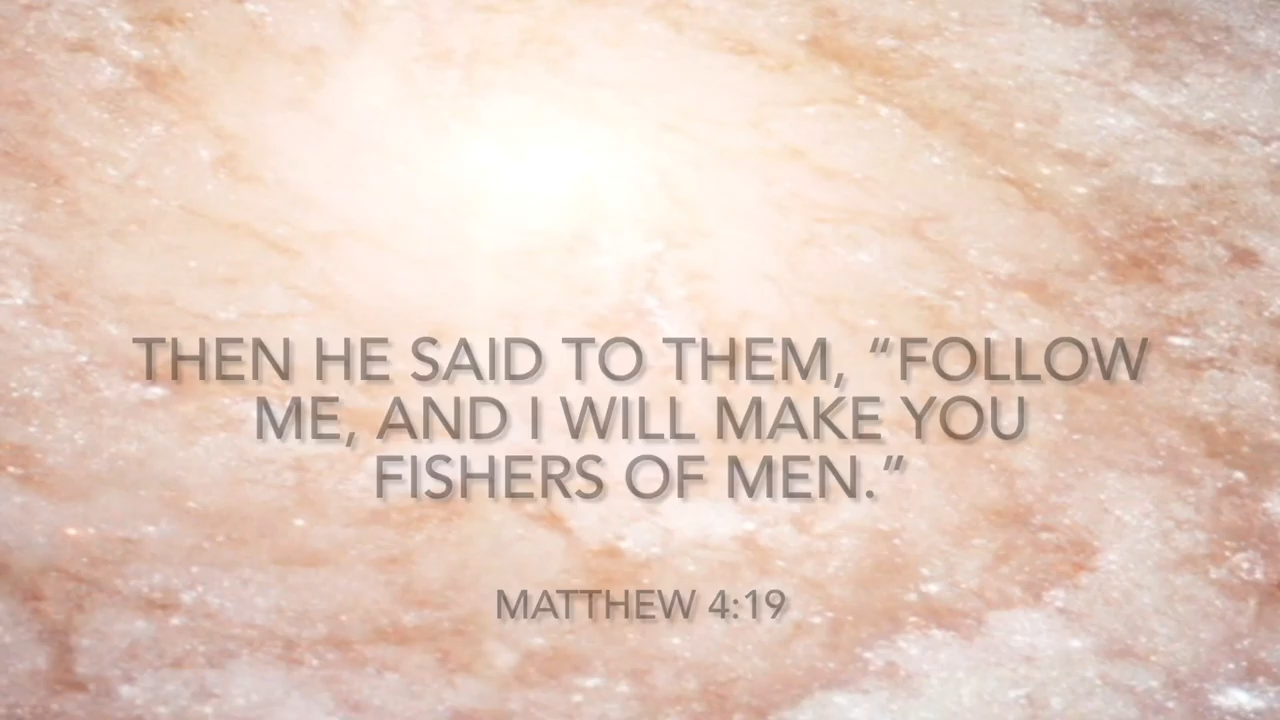 THEN HE SAID TO THEM, “FOLLOW
ME, AND I WILL MAKE YOU
FISHERS OF MEN.”
MATTHEW 4:19